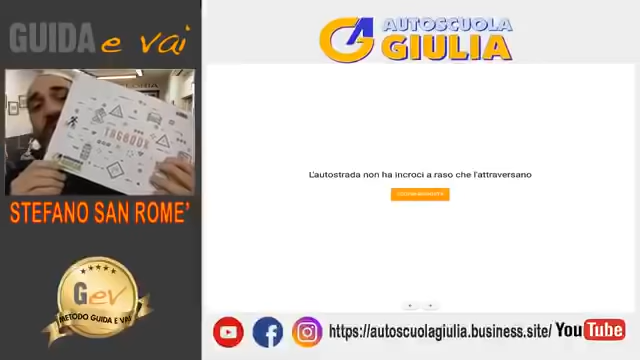 GUIDA e vai
AUTOSCUOLA
GIULIA
TAGBOOK
L'autostrada non ha incroci a raso che l'attraversano
STEFANO SAN ROME'
Gev
METODO GUIDA E VAI
https://autoscuolagiulia.business.site/ YouTube